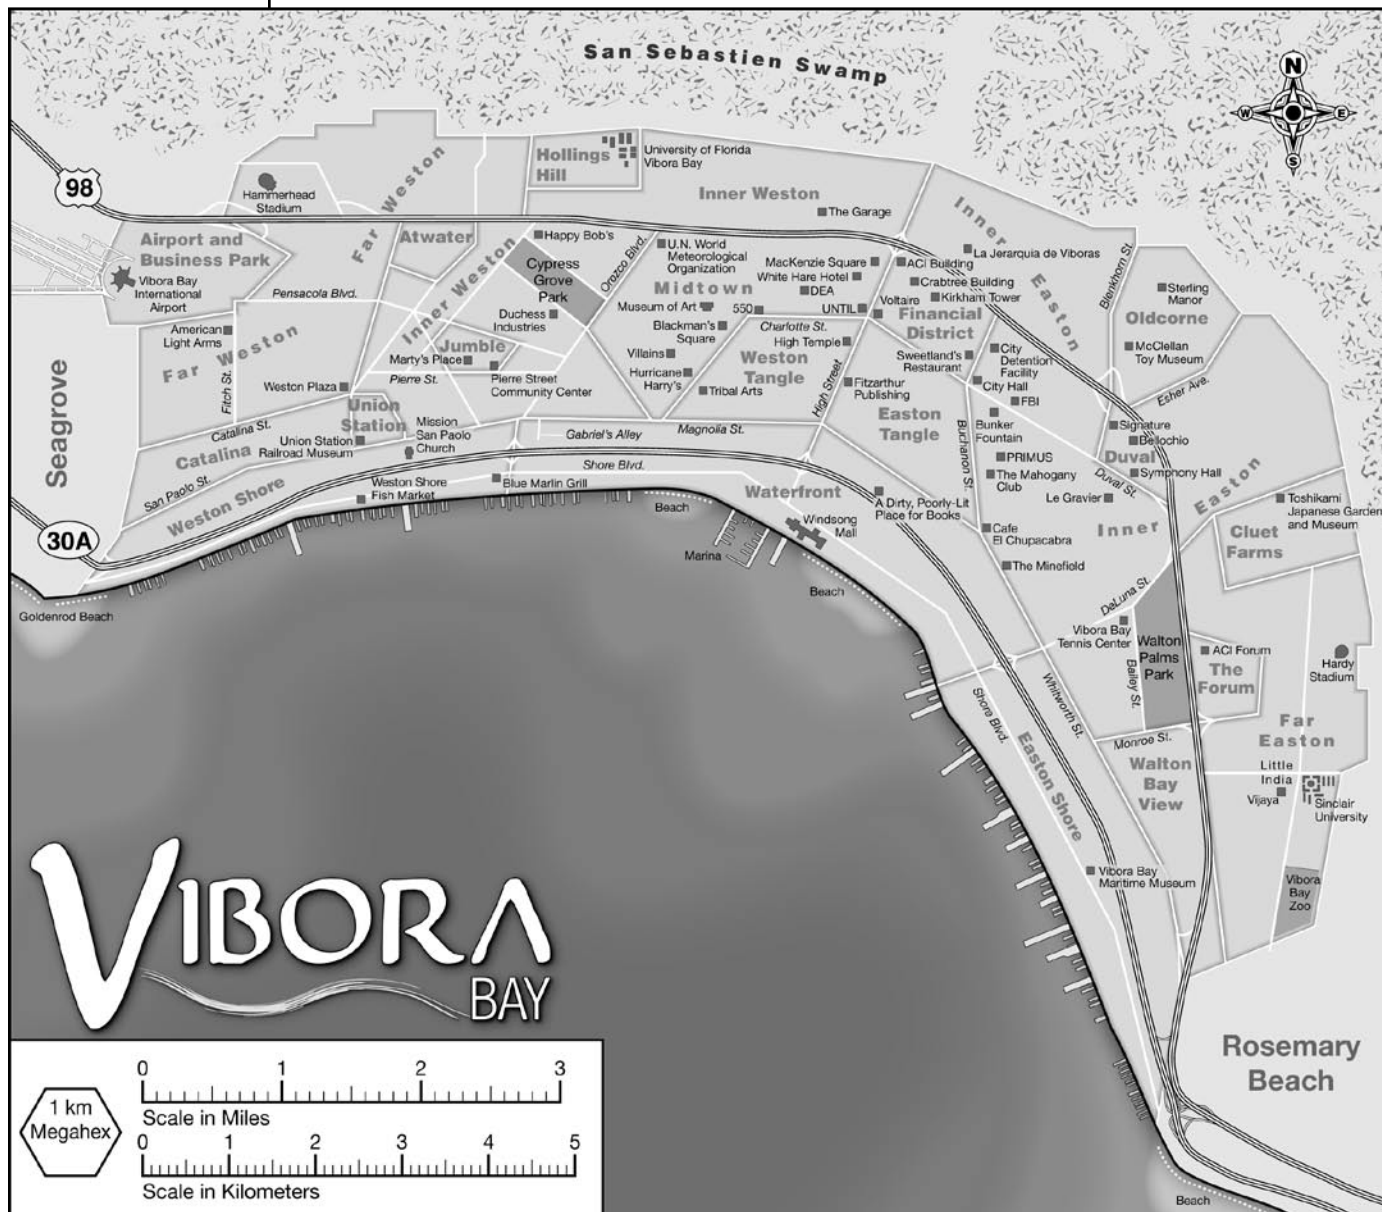 San Sebastien Swamp
N
W
E
S
98
Hammerhead
Stadium
Far Weston
Hollings
Hill
University of Florida
Vibora Bay
Inner Weston
The Garage
Inner Easton
La Jerarquia de Viboras
Blenkhorn St.
Airport and
Business Park
Vibora Bay
International
Airport
Atwater
Inner Weston
Happy Bob's
Cypress
Grove
Park
Orozco Blvd.
U.N. World
Meteorological
Organization
Midtown
MacKenzie Square
White Hare Hotel
DEA
Museum of Art
550
UNTIL
Voltaire
ACI Building
Crabtree Building
Kirkham Tower
Financial
District
Sterling
Manor
Oldcorne
McClellan
Toy Museum
Esher Ave.
Pensacola Blvd.
American
Light Arms
Far Weston
Fitch St.
Weston Plaza
Duchess
Industries
Jumble
Marty's Place
Pierre St.
Pierre Street
Community Center
Blackman's
Square
Villains
Hurricane
Harry's
Tribal Arts
Charlotte St.
High Temple
Weston
Tangle
High Street
Sweetland's
Restaurant
City
Detention
Facility
City Hall
FBI
Fitzarthur
Publishing
Easton
Tangle
Buchanon St.
Bunker
Fountain
PRIMUS
The Mahogany
Club
Signature
Bellochio
Duval
Symphony Hall
Duval St.
Le Gravier
Inner Easton
Seagrove
Catalina St.
Catalina
Union
Station
Union Station
Railroad Museum
Mission
San Paolo
Church
Gabriel's Alley
Magnolia St.
San Paolo St.
Weston Shore
Weston Shore
Fish Market
Shore Blvd.
Blue Marlin Grill
Waterfront
A Dirty, Poorly-Lit
Place for Books
Windsong
Mall
Beach
Marina
Beach
Cafe
El Chupacabra
The Minefield
Toshikami
Japanese Garden
and Museum
Cluet
Farms
30A
Goldenrod Beach
DeLuna St.
Vibora Bay
Tennis Center
Walton
Palms
Park
Bailey St.
ACI Forum
The
Forum
Hardy
Stadium
Whitworth St.
Shore Blvd.
Easton Shore
Monroe St.
Walton
Bay
View
Far
Easton
Little
India
Vijaya
Sinclair
University
Vibora Bay
Maritime Museum
Vibora
Bay
Zoo
Rosemary
Beach
Beach
VIBORA
BAY
1 km
Megahex
0 1 2 3
Scale in Miles
0 1 2 3 4 5
Scale in Kilometers